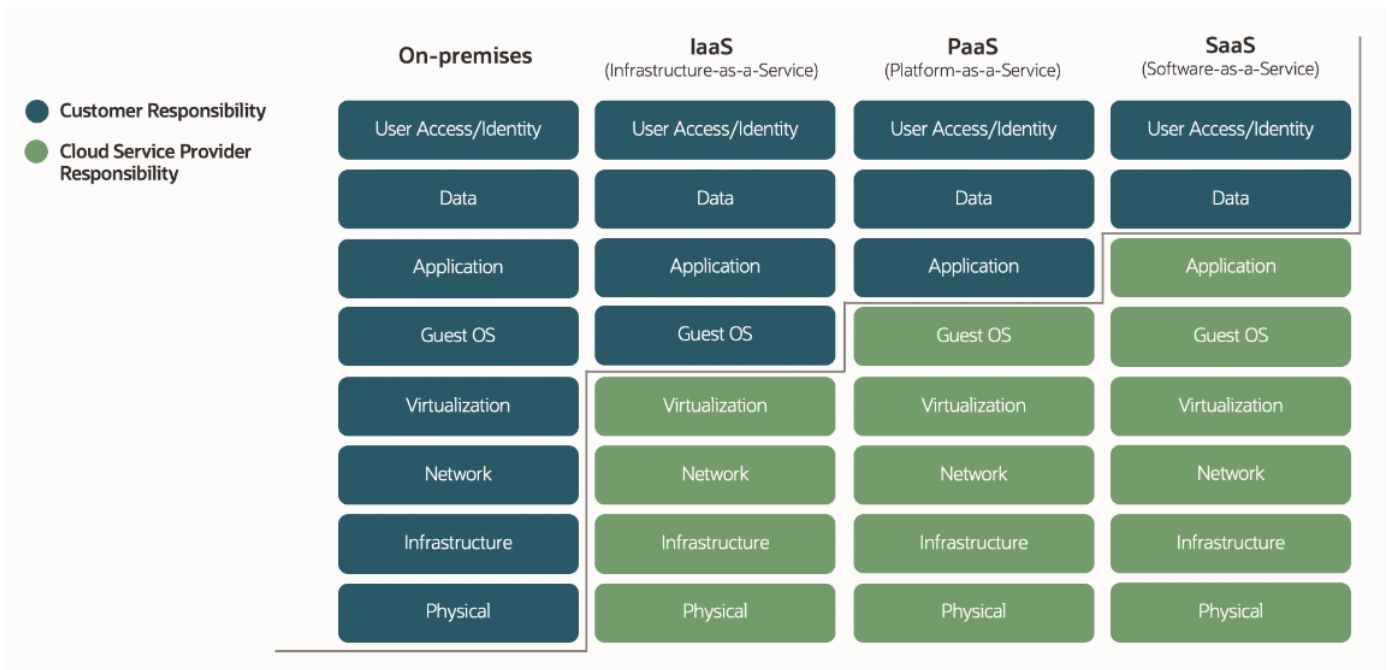 On-premises
IaaS
(Infrastructure-as-a-Service)
PaaS
(Platform-as-a-Service)
SaaS
(Software-as-a-Service)
Customer Responsibility
Cloud Service Provider
Responsibility
User Access/Identity
User Access/Identity
User Access/Identity
User Access/Identity
Data
Data
Data
Data
Application
Application
Application
Application
Guest OS
Guest OS
Guest OS
Guest OS
Virtualization
Virtualization
Virtualization
Virtualization
Network
Network
Network
Network
Infrastructure
Infrastructure
Infrastructure
Infrastructure
Physical
Physical
Physical
Physical